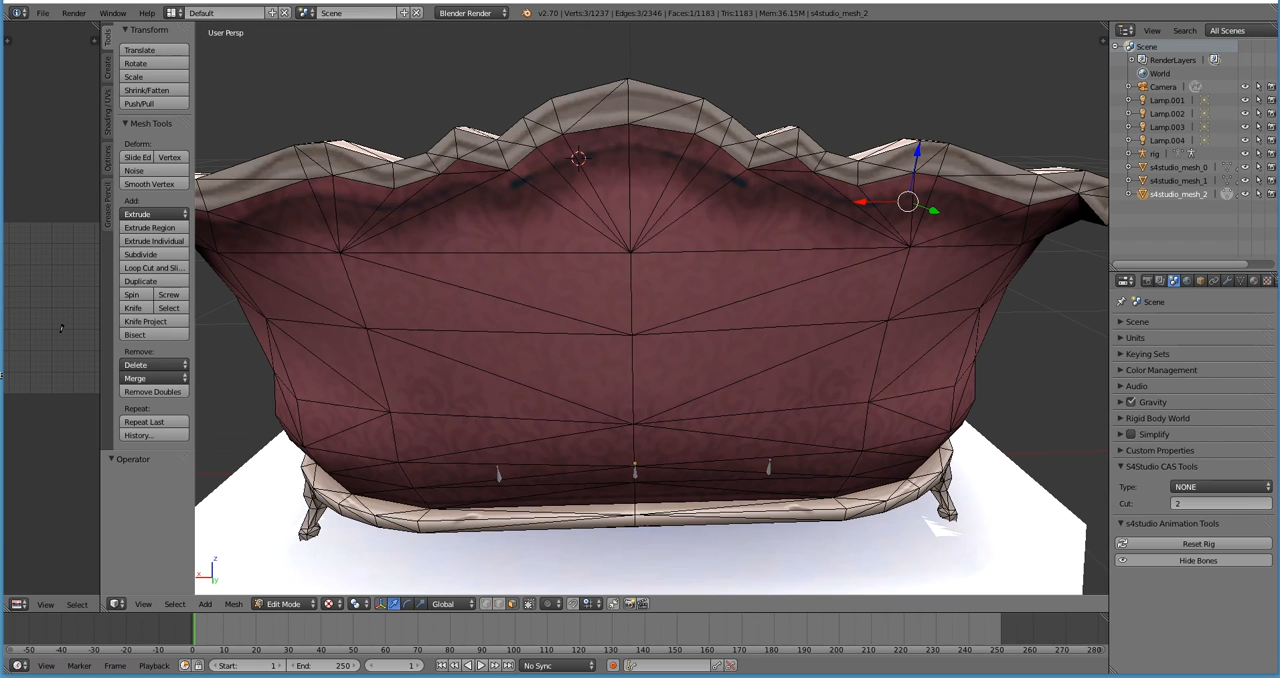 File Render Window Help Default Scene Blender Render v2.70 | Verts:3/1237 | Edges:3/2346 | Faces:1/1183 | Tris:1183 | Mem:36.15M | s4studio_mesh_2
User Persp
Tools
Create
Shading / UVs
Options
Grease Pencil
Transform
Translate
Rotate
Scale
Shrink/Fatten
Push/Pull
Mesh Tools
Deform:
Slide Ed Vertex
Noise
Smooth Vertex
Add:
Extrude
Extrude Region
Extrude Individual
Subdivide
Loop Cut and Sli...
Duplicate
Spin Screw
Knife Select
Knife Project
Bisect
Remove:
Delete
Merge
Remove Doubles
Repeat:
Repeat Last
History...
Operator
View Search All Scenes
Scene
RenderLayers |
World
Camera |
Lamp.001 |
Lamp.002 |
Lamp.003 |
Lamp.004 |
rig |
s4studio_mesh_0 |
s4studio_mesh_1 |
s4studio_mesh_2 |
Scene
Scene
Units
Keying Sets
Color Management
Audio
Gravity
Rigid Body World
Simplify
Custom Properties
S4Studio CAS Tools
Type: NONE
Cut: 2
s4studio Animation Tools
Reset Rig
Hide Bones
z
x
y
View Select
View Select Add Mesh Edit Mode Global
-50 -40 -30 -20 -10 0 10 20 30 40 50 60 70 80 90 100 110 120 130 140 150 160 170 180 190 200 210 220 230 240 250 260 270 280
View Marker Frame Playback Start: 1 End: 250 1 No Sync